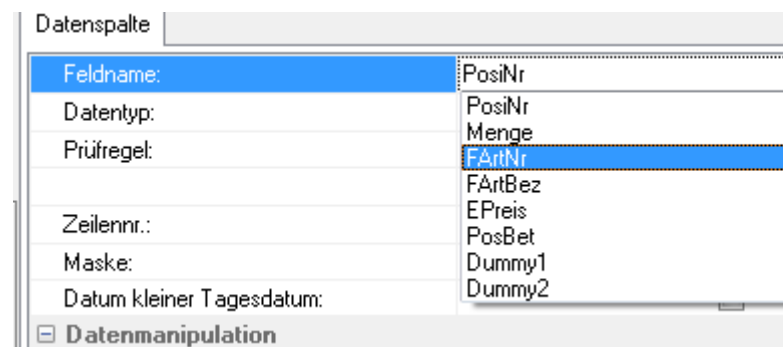 Datenspalte
Feldname: PosiNr
Datentyp: PosiNr
Menge
Prüfregel: FArtNr
FArtBez
EPreis
Zeilennr.: PosBet
Maske: Dummy1
Datum kleiner Tagesdatum: Dummy2
Datenmanipulation